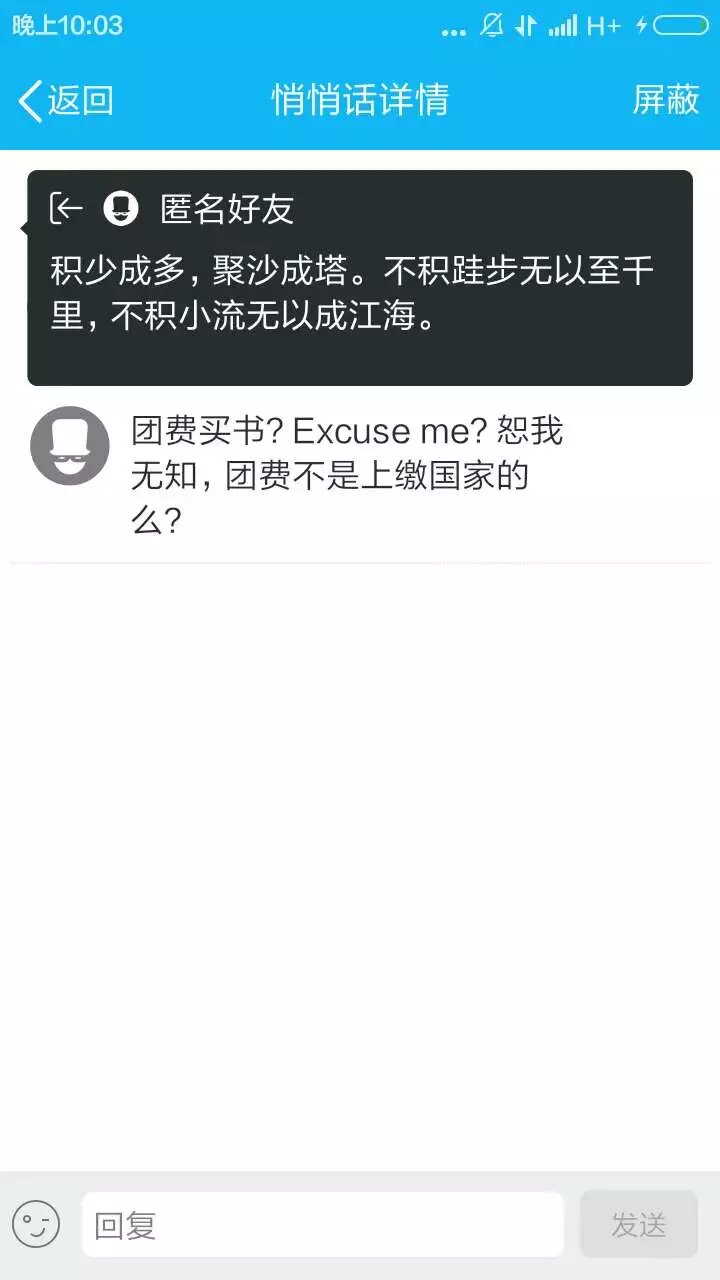 晚上10:03
H+
返回
悄悄话详情
屏蔽
匿名好友
积少成多,聚沙成塔。不积跬步无以至千
里,不积小流无以成江海。
团费买书? Excuse me? 恕我
无知,团费不是上缴国家的
么?
回复
发送